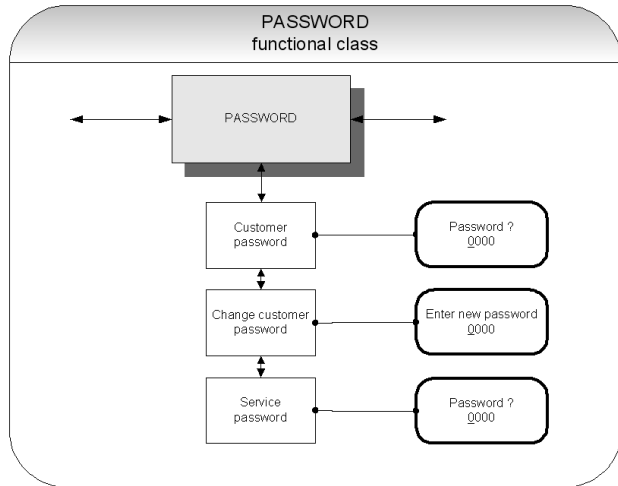 PASSWORD
functional class
PASSWORD
Customer
password
Password ?
0000
Change customer
password
Enter new password
0000
Service
password
Password ?
0000